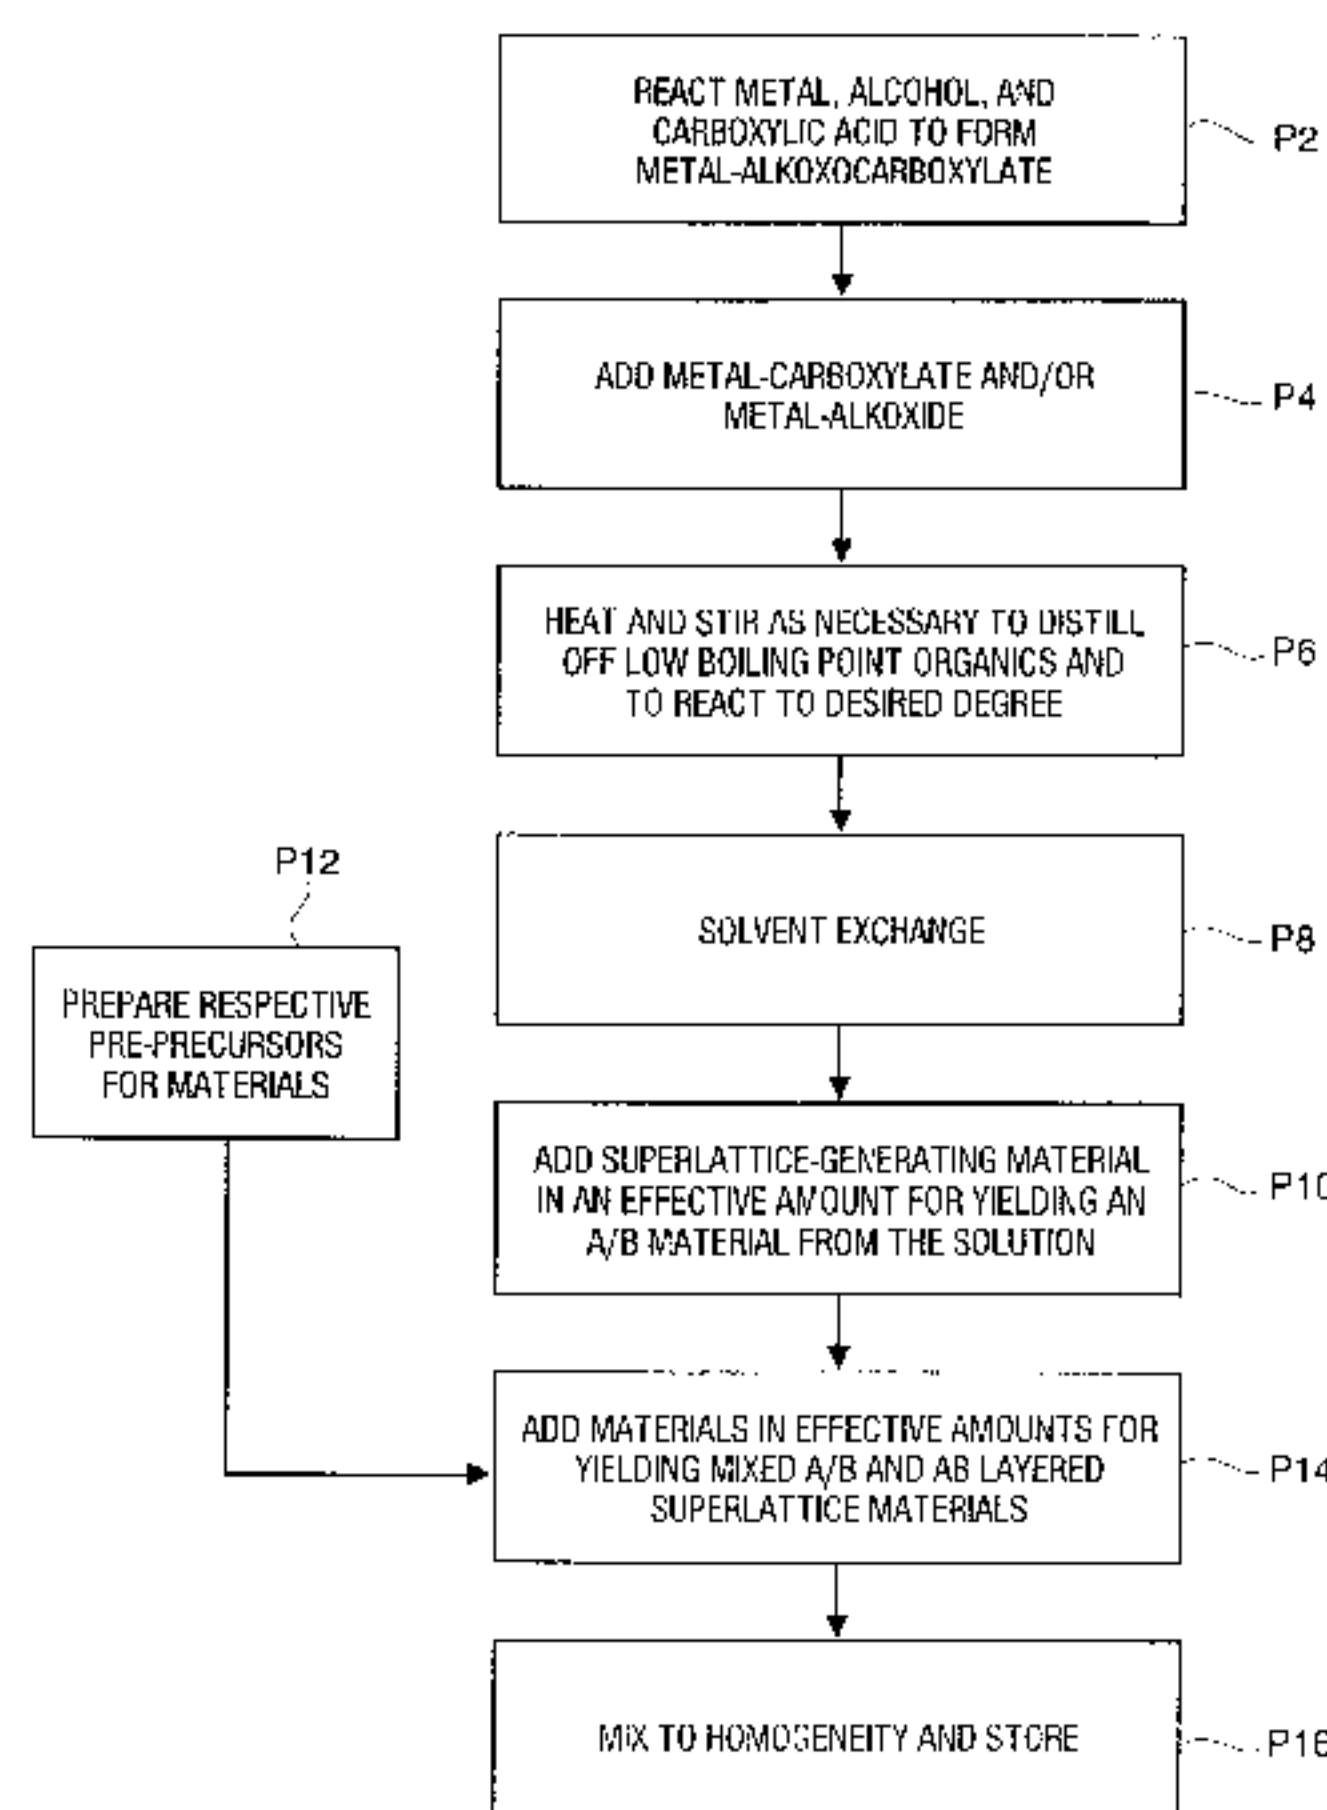 REACT METAL, ALCOHOL, AND
CARBOXYLIC ACID TO FORM
METAL-ALKOXOCARBOXYLATE
P2
ADD METAL-CARBOXYLATE AND/OR
METAL-ALKOXIDE
P4
HEAT AND STIR AS NECESSARY TO DISTILL
OFF LOW BOILING POINT ORGANICS AND
TO REACT TO DESIRED DEGREE
P6
SOLVENT EXCHANGE
P8
P12
PREPARE RESPECTIVE
PRE-PRECURSORS
FOR MATERIALS
ADD SUPERLATTICE-GENERATING MATERIAL
IN AN EFFECTIVE AMOUNT FOR YIELDING AN
A/B MATERIAL FROM THE SOLUTION
P10
ADD MATERIALS IN EFFECTIVE AMOUNTS FOR
YIELDING MIXED A/B AND AB LAYERED
SUPERLATTICE MATERIALS
P14
MIX TO HOMOGENEITY AND STORE
P16